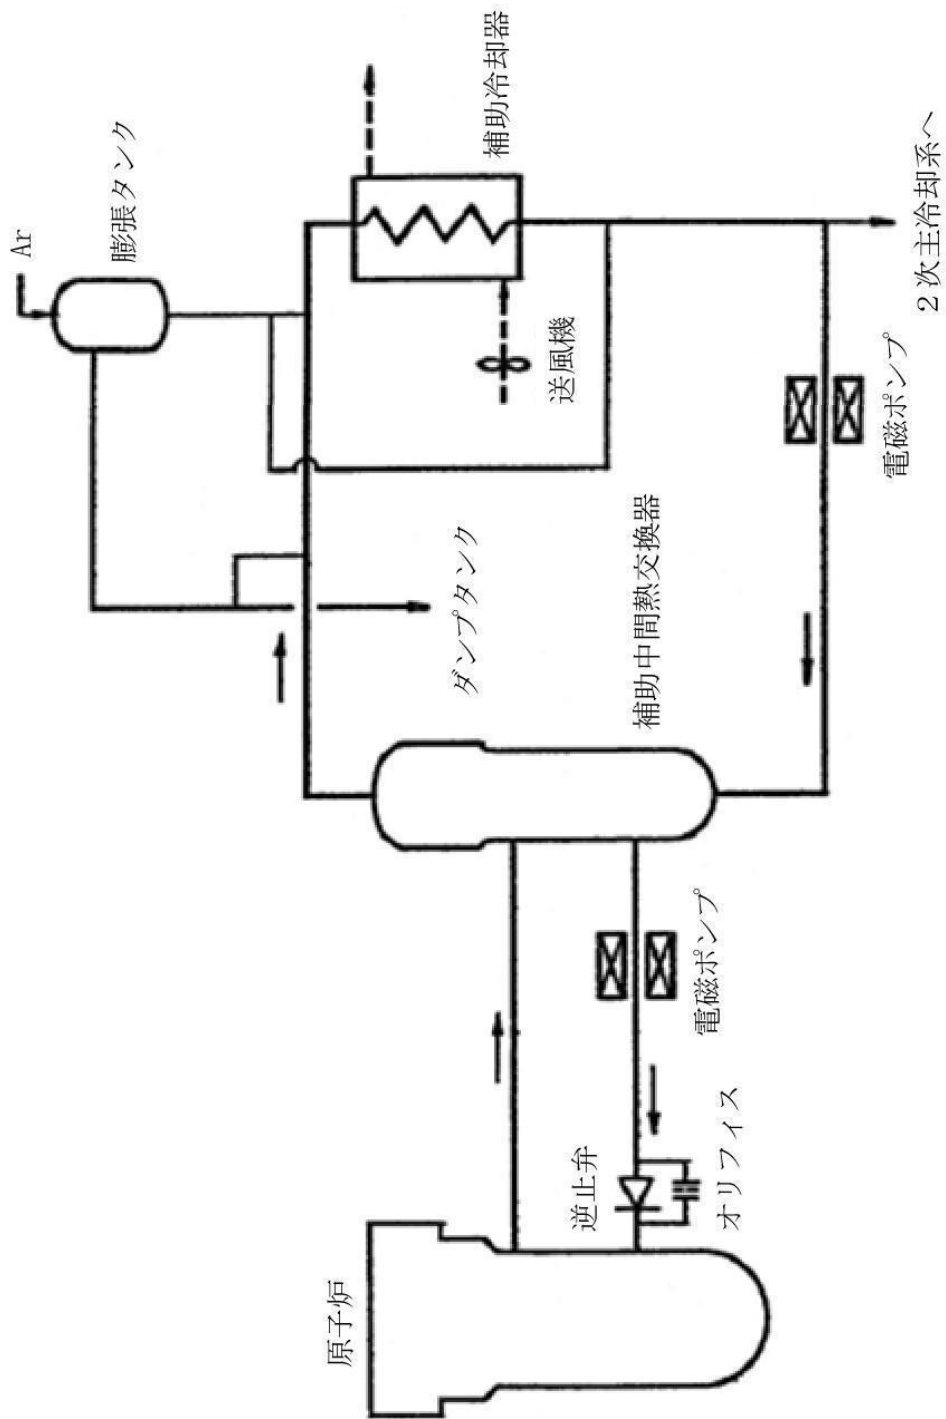 Ar
膨張タンク
補助冷却器
送風機
ダンプタンク
補助中間熱交換器
電磁ポンプ
2次主冷却系へ
原子炉
逆止弁
オリフィス
電磁ポンプ